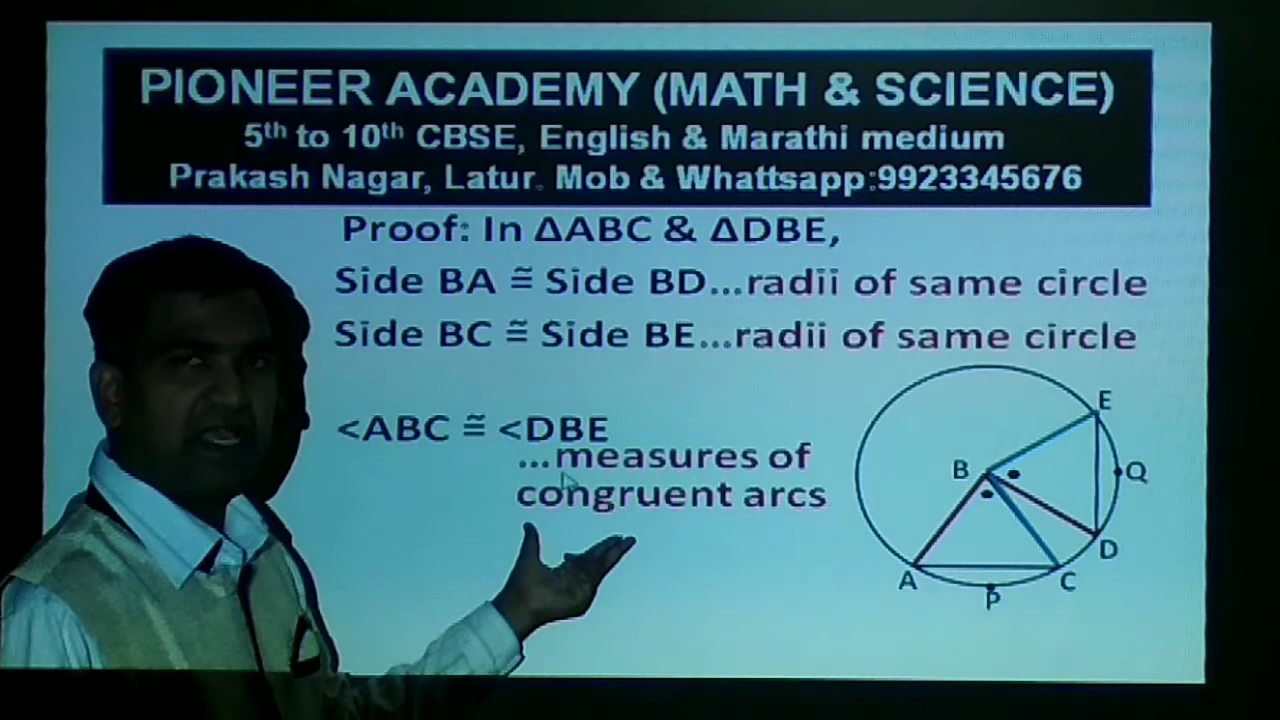 PIONEER ACADEMY (MATH & SCIENCE)
5th to 10th CBSE, English & Marathi medium
Prakash Nagar, Latur. Mob & Whattsapp:9923345676
Proof: In ΔABC & ΔDBE,
Side BA ≅ Side BD...radii of same circle
Side BC ≅ Side BE...radii of same circle
<ABC ≅ <DBE
...measures of
congruent arcs
E
B
Q
D
A
C
P